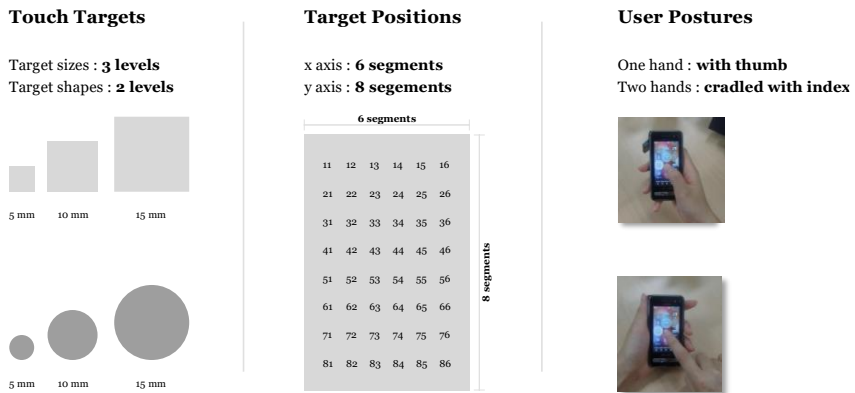 Touch Targets
Target sizes : 3 levels
Target shapes : 2 levels
5 mm 10 mm 15 mm
5 mm 10 mm 15 mm
Target Positions
x axis : 6 segments
y axis : 8 segements
6 segments
11 12 13 14 15 16
21 22 23 24 25 26
31 32 33 34 35 36
41 42 43 44 45 46
51 52 53 54 55 56
61 62 63 64 65 66
71 72 73 74 75 76
81 82 83 84 85 86
8 segments
User Postures
One hand : with thumb
Two hands : cradled with index